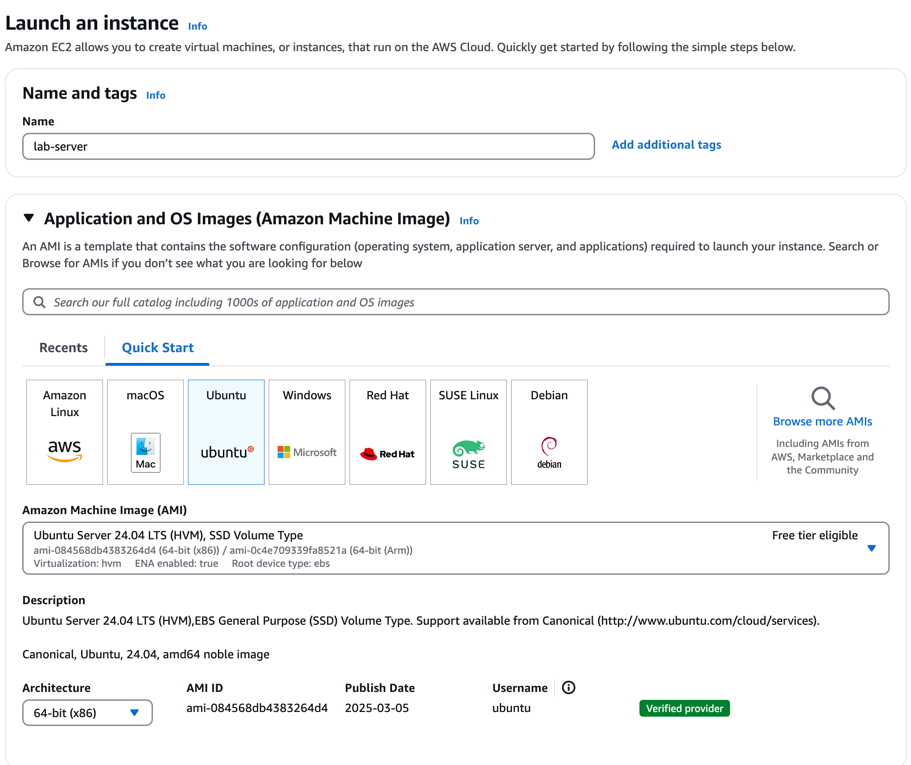 Launch an instance Info
Amazon EC2 allows you to create virtual machines, or instances, that run on the AWS Cloud. Quickly get started by following the simple steps below.
Name and tags Info
Name
lab-server
Add additional tags
Application and OS Images (Amazon Machine Image) Info
An AMI is a template that contains the software configuration (operating system, application server, and applications) required to launch your instance. Search or
Browse for AMIs if you don’t see what you are looking for below
Search our full catalog including 1000s of application and OS images
Recents
Quick Start
Amazon
Linux
aws
macOS
Mac
Ubuntu
ubuntu
Windows
Microsoft
Red Hat
Red Hat
SUSE Linux
SUSE
Debian
debian
Browse more AMIs
Including AMIs from
AWS, Marketplace and
the Community
Amazon Machine Image (AMI)
Ubuntu Server 24.04 LTS (HVM), SSD Volume Type
Free tier eligible
ami-084568db4383264d4 (64-bit (x86)) / ami-0c4e709339fa8521a (64-bit (Arm))
Virtualization: hvm ENA enabled: true Root device type: ebs
Description
Ubuntu Server 24.04 LTS (HVM),EBS General Purpose (SSD) Volume Type. Support available from Canonical (http://www.ubuntu.com/cloud/services).
Canonical, Ubuntu, 24.04, amd64 noble image
Architecture
64-bit (x86)
AMI ID
ami-084568db4383264d4
Publish Date
2025-03-05
Username
ubuntu
Verified provider